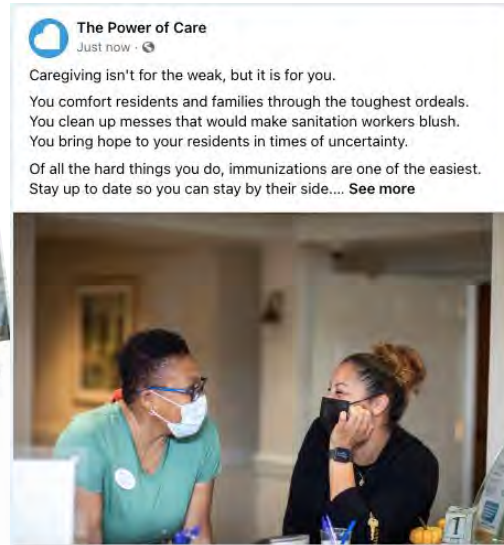 The Power of Care
Just now ·
Caregiving isn't for the weak, but it is for you.
You comfort residents and families through the toughest ordeals.
You clean up messes that would make sanitation workers blush.
You bring hope to your residents in times of uncertainty.
Of all the hard things you do, immunizations are one of the easiest.
Stay up to date so you can stay by their side.... See more
1